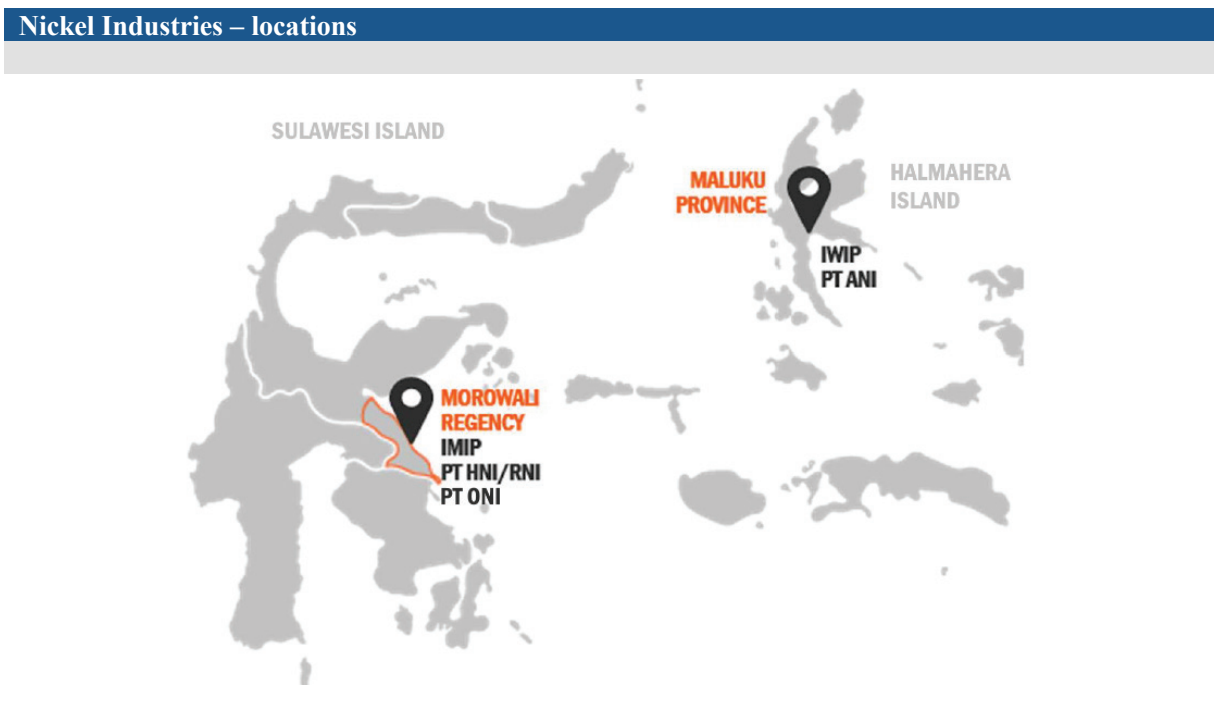 Nickel Industries – locations
SULAWESI ISLAND
MALUKU
PROVINCE
HALMAHERA
ISLAND
IWIP
PT ANI
MOROWALI
REGENCY
IMIP
PT HNI/RNI
PT ONI